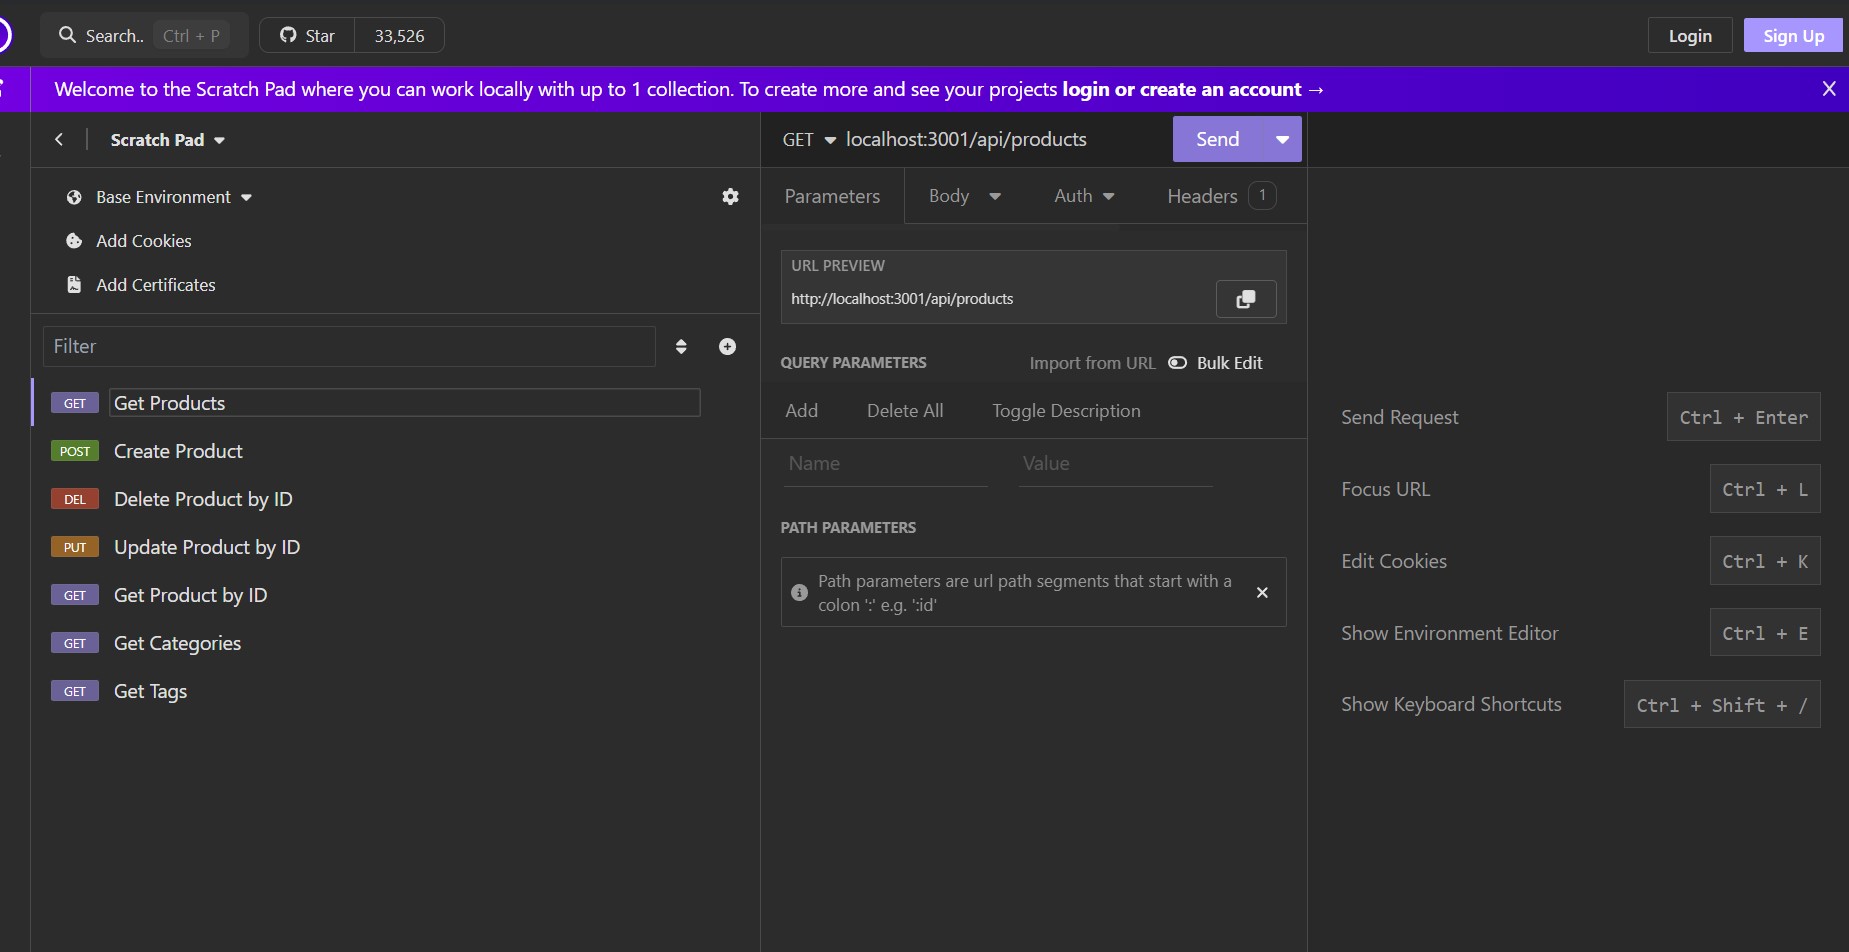 Search.. Ctrl + P Star 33,526 Login Sign Up
Welcome to the Scratch Pad where you can work locally with up to 1 collection. To create more and see your projects login or create an account → X
Scratch Pad
Base Environment
Add Cookies
Add Certificates
Filter
GET Get Products
POST Create Product
DEL Delete Product by ID
PUT Update Product by ID
GET Get Product by ID
GET Get Categories
GET Get Tags
GET localhost:3001/api/products Send
Parameters Body Auth Headers 1
URL PREVIEW
http://localhost:3001/api/products
QUERY PARAMETERS Import from URL Bulk Edit
Add Delete All Toggle Description
Name Value
PATH PARAMETERS
Path parameters are url path segments that start with a
colon ':' e.g. ':id'
Send Request Ctrl + Enter
Focus URL Ctrl + L
Edit Cookies Ctrl + K
Show Environment Editor Ctrl + E
Show Keyboard Shortcuts Ctrl + Shift + /